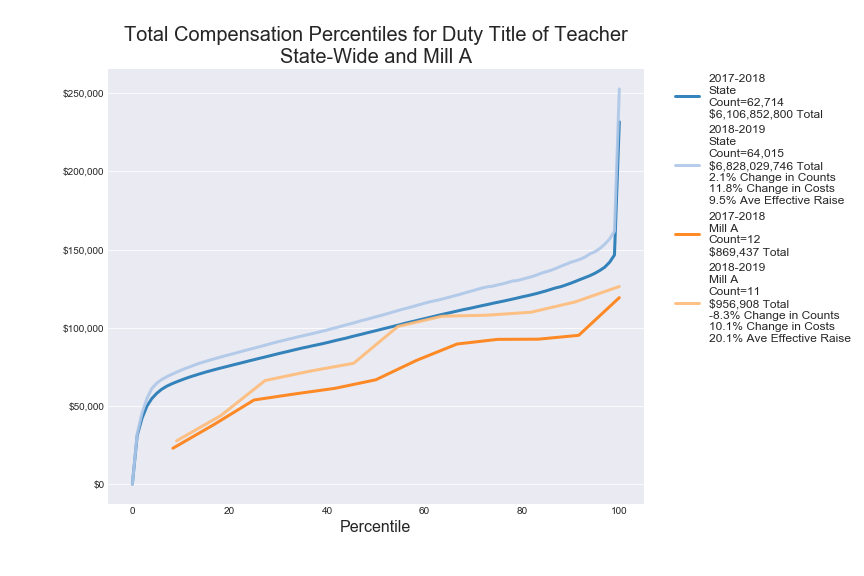 Total Compensation Percentiles for Duty Title of Teacher
State-Wide and Mill A
$250,000
$200,000
$150,000
$100,000
$50,000
$0
0
20
40
60
80
100
Percentile
2017-2018
State
Count=62,714
$6,106,852,800 Total
2018-2019
State
Count=64,015
$6,828,029,746 Total
2.1% Change in Counts
11.8% Change in Costs
9.5% Ave Effective Raise
2017-2018
Mill A
Count=12
$869,437 Total
2018-2019
Mill A
Count=11
$956,908 Total
-8.3% Change in Counts
10.1% Change in Costs
20.1% Ave Effective Raise